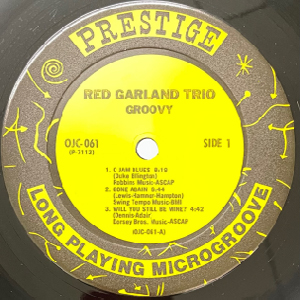 PRESTIGE
RED GARLAND TRIO
GROOVY
OJC-061
(P-7113)
SIDE 1
1. C JAM BLUES 8:10
(Duke Ellington)
Robbins Music-ASCAP
2. GONE AGAIN 6:44
(Lewis-Hamner-Hampton)
Swing Tempo Music-BMI
3. WILL YOU STILL BE MINE? 4:42
(Dennis-Adair)
Dorsey Bros. Music-ASCAP
(OJC-061-A)
LONG PLAYING MICROGROOVE